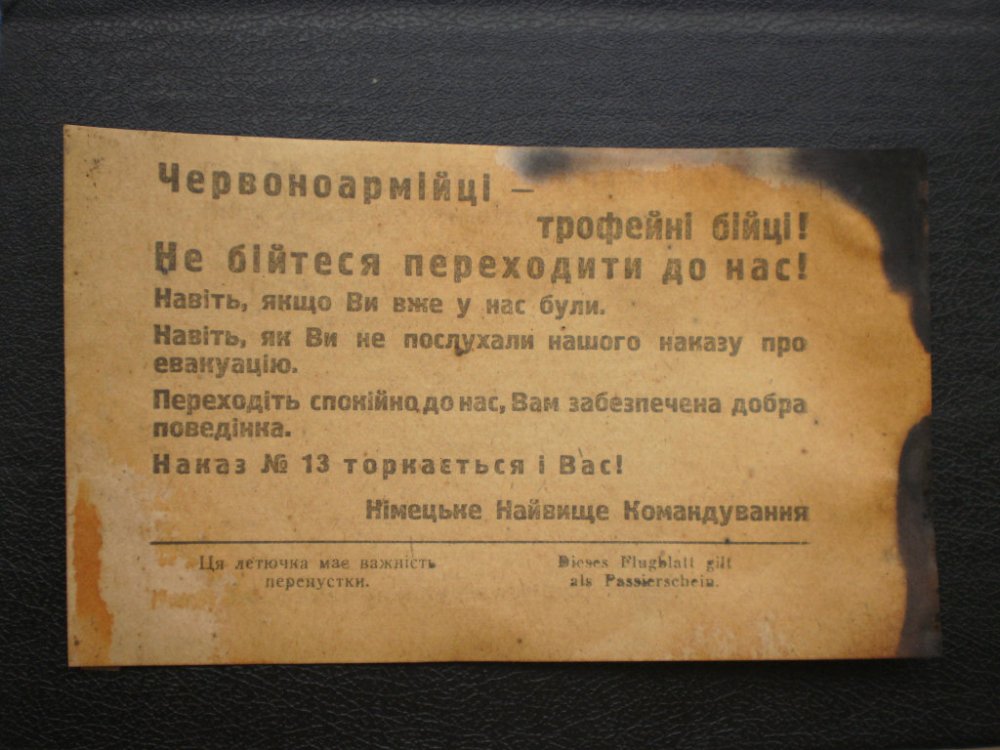 Червоноармійці —
трофейні бійці!
Не бійтеся переходити до нас!
Навіть, якщо Ви вже у нас були.
Навіть, як Ви не послухали нашого наказу про
евакуацію.
Переходіть спокійно до нас, Вам забезпечена добра
поведінка.
Наказ № 13 торкається і Вас!
Німецьке Найвище Командування
Ця летючка має важність
перепустки.
Dieses Flugblatt gilt
als Passierschein.